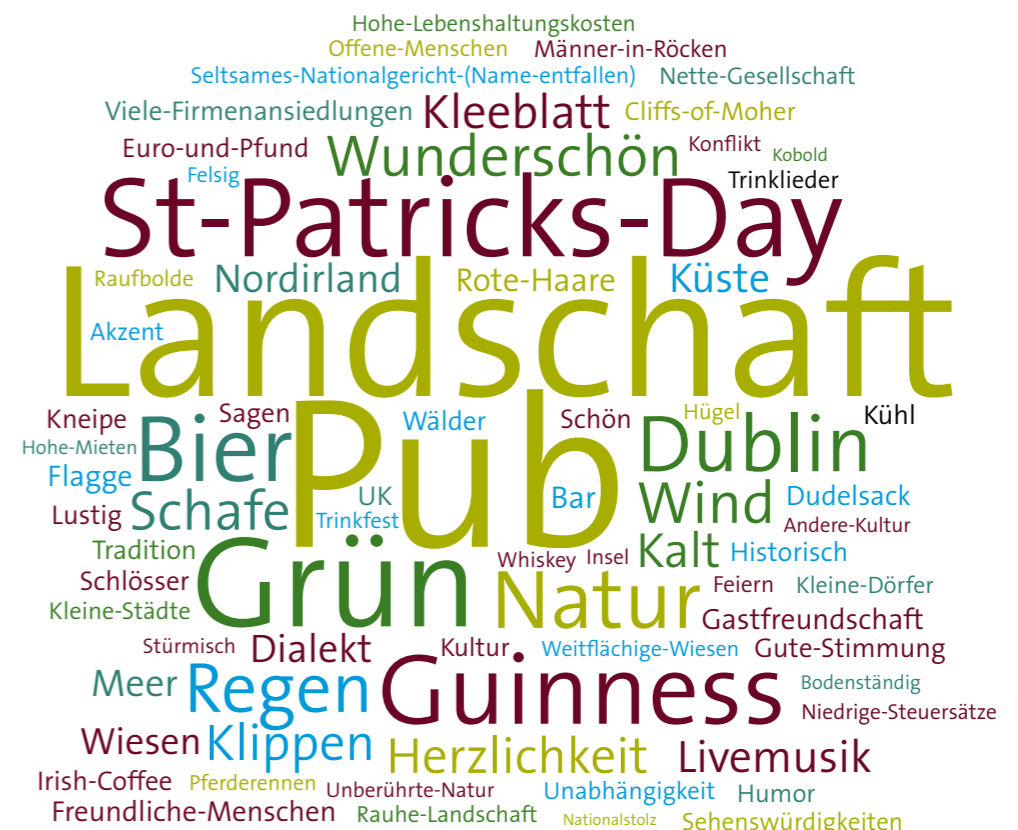 Hohe-Lebenshaltungskosten
Offene-Menschen Männer-in-Röcken
Seltsames-Nationalgericht-(Name-entfallen) Nette-Gesellschaft
Viele-Firmenansiedlungen Kleeblatt Cliffs-of-Moher
Euro-und-Pfund Wunderschön Konflikt Kobold
Felsig Trinklieder
St-Patricks-Day
Raufbolde Nordirland Rote-Haare Küste
Landschaft
Akzent
Kneipe Sagen Wälder Schön Hügel Kühl
Hohe-Mieten Bier Pub Dublin
Flagge UK Bar Wind Dudelsack
Lustig Schafe Trinkfest Andere-Kultur
Tradition Whiskey Insel Kalt Historisch
Schlösser Grün Natur Feiern Kleine-Dörfer
Kleine-Städte Gastfreundschaft
Stürmisch Dialekt Kultur Weitflächige-Wiesen Gute-Stimmung
Meer Regen Guinness Bodenständig
Niedrige-Steuersätze
Wiesen Klippen Herzlichkeit Livemusik
Irish-Coffee Pferderennen Unberührte-Natur Unabhängigkeit Humor
Freundliche-Menschen Rauhe-Landschaft Nationalstolz Sehenswürdigkeiten